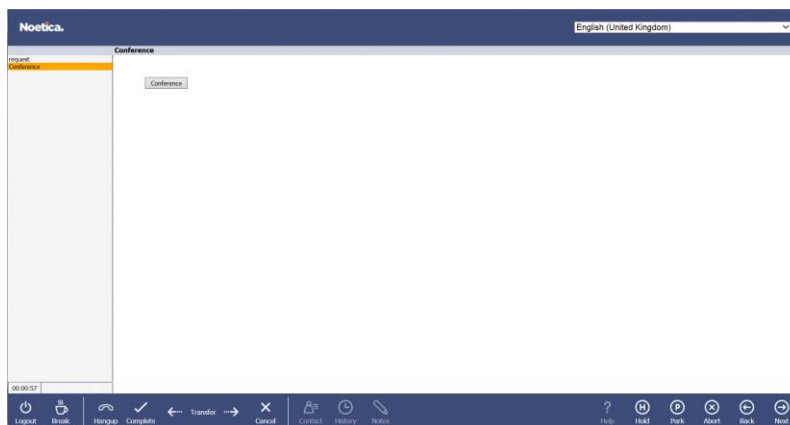 Noetica.
English (United Kingdom)
Conference
request
Conference
Conference
00:00:57
Logout Break Hangup Complete Transfer Cancel Contact History Notes Help Hold Park Abort Back Next